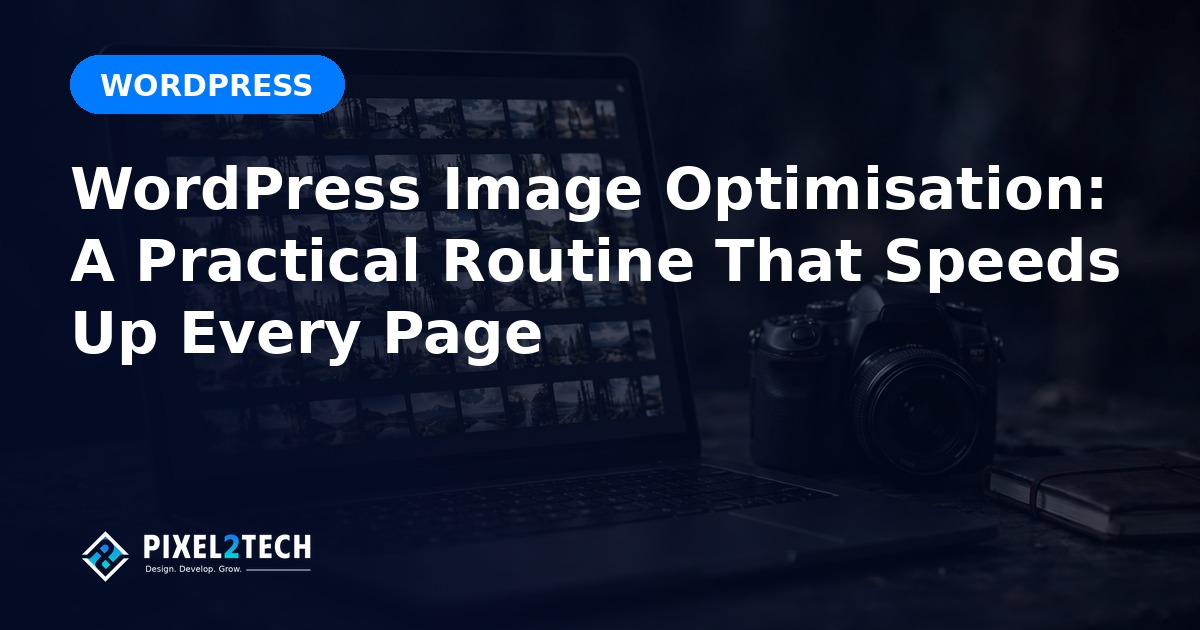 WORDPRESS
WordPress Image Optimisation:
A Practical Routine That Speeds
Up Every Page
PIXEL2TECH
Design. Develop. Grow.